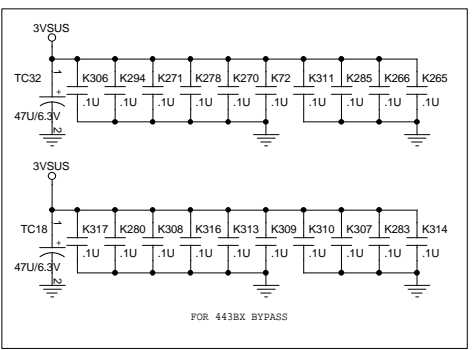 3VSUS
TC32 K306 K294 K271 K278 K270 K72 K311 K285 K266 K265
1
+
47U/6.3V .1U .1U .1U .1U .1U .1U .1U .1U .1U .1U
2
3VSUS
TC18 K317 K280 K308 K316 K313 K309 K310 K307 K283 K314
1
+
47U/6.3V .1U .1U .1U .1U .1U .1U .1U .1U .1U .1U
2
FOR 443BX BYPASS